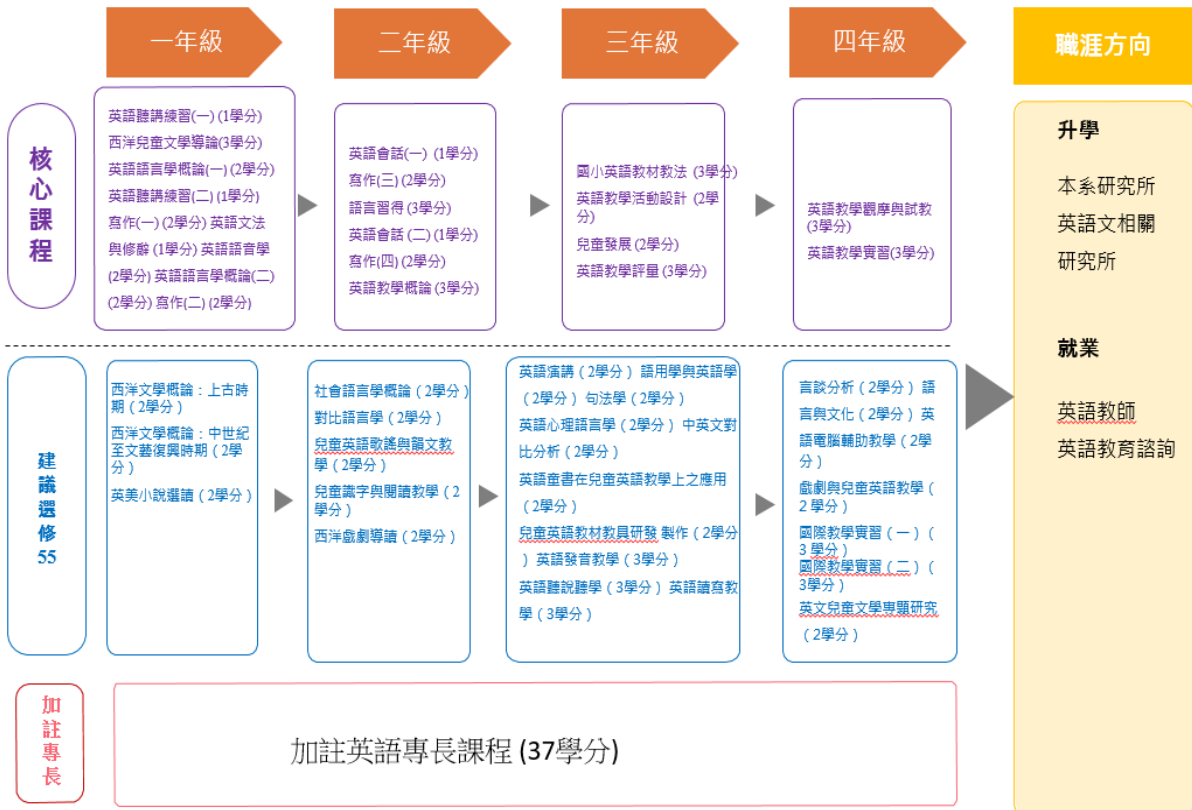 一年級
二年級
三年級
四年級
職涯方向
核心課程
英語聽講練習(一) (1學分)
西洋兒童文學導論(3學分)
英語語言學概論(一) (2學分)
英語聽講練習(二) (1學分)
寫作(一) (2學分) 英語文法
與修辭 (1學分) 英語語音學
(2學分) 英語語言學概論(二)
(2學分) 寫作(二) (2學分)
英語會話(一) (1學分)
寫作(三) (2學分)
語言習得 (3學分)
英語會話 (二) (1學分)
寫作(四) (2學分)
英語教學概論 (3學分)
國小英語教材教法 (3學分)
英語教學活動設計 (2學
分)
兒童發展 (2學分)
英語教學評量 (3學分)
英語教學觀摩與試教
(3學分)
英語教學實習(3學分)
升學
本系研究所
英語文相關
研究所
就業
英語教師
英語教育諮詢
建議選修
55
西洋文學概論：上古時
期（2學分）
西洋文學概論：中世紀
至文藝復興時期（2學
分）
英美小說選讀（2學分）
社會語言學概論（2學分）
對比語言學（2學分）
兒童英語歌謠與韻文教
學（2學分）
兒童識字與閱讀教學（2
學分）
西洋戲劇導讀（2學分）
英語演講（2學分） 語用學與英語學
（2學分） 句法學（2學分）
英語心理語言學（2學分） 中英文對
比分析（2學分）
英語童書在兒童英語教學上之應用
（2學分）
兒童英語教材教具研發 製作（2學分
） 英語發音教學（3學分）
英語聽說聽學（3學分） 英語讀寫教
學（3學分）
言談分析（2學分） 語
言與文化（2學分） 英
語電腦輔助教學（2學
分）
戲劇與兒童英語教學（
2 學分）
國際教學實習（一）（
3 學分）
國際教學實習（二）（
3學分）
英文兒童文學專題研究
（2學分）
加註專長
加註英語專長課程 (37學分)